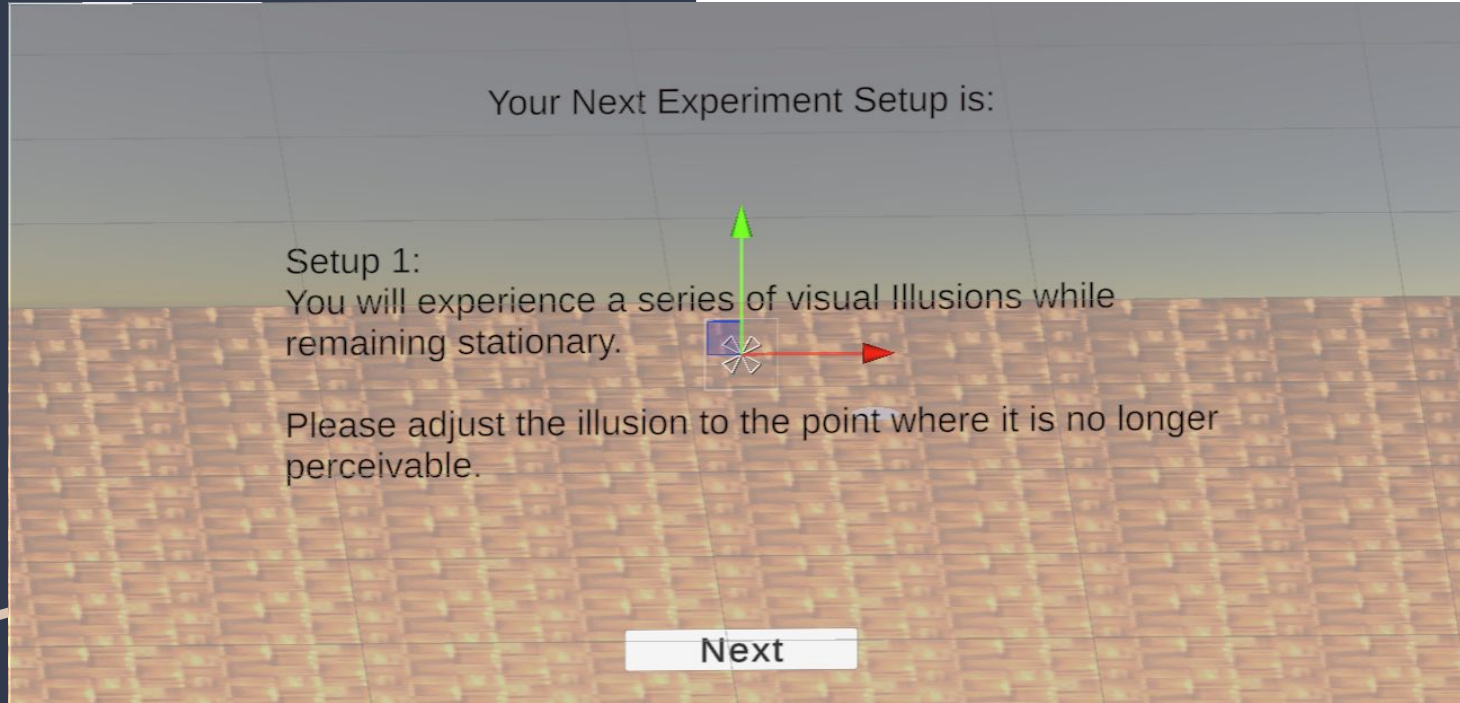 Your Next Experiment Setup is:
Setup 1:
You will experience a series of visual Illusions while
remaining stationary.
Please adjust the illusion to the point where it is no longer
perceivable.
Next